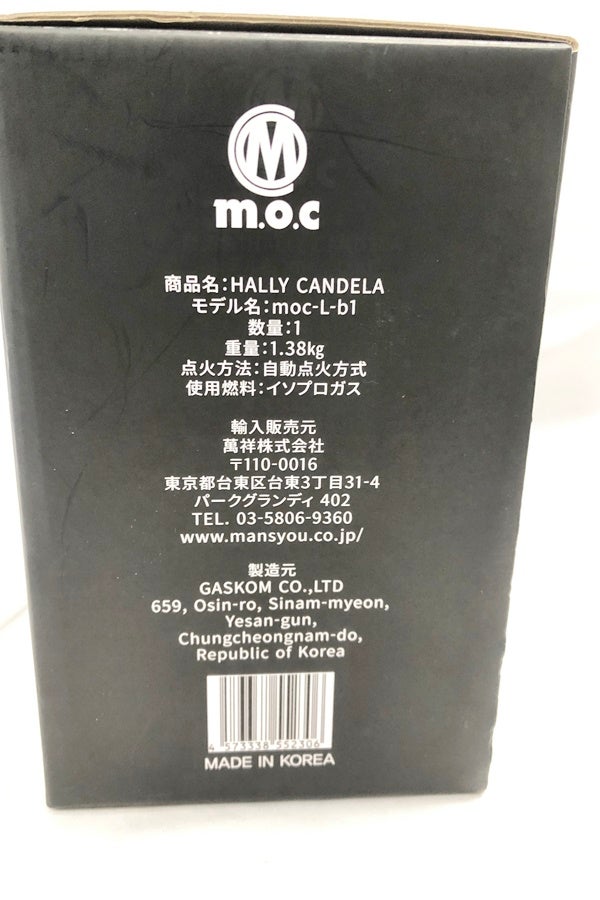 M
m.o.c
商品名:HALLY CANDELA
モデル名:moc-L-b1
数量:1
重量:1.38kg
点火方法:自動点火方式
使用燃料:イソプロガス
輸入販売元
萬祥株式会社
〒110-0016
東京都台東区台東3丁目31-4
パークグランディ 402
TEL. 03-5806-9360
www.mansyou.co.jp/
製造元
GASKOM CO.,LTD
659, Osin-ro, Sinam-myeon,
Yesan-gun,
Chungcheongnam-do,
Republic of Korea
4 573338 552306
MADE IN KOREA